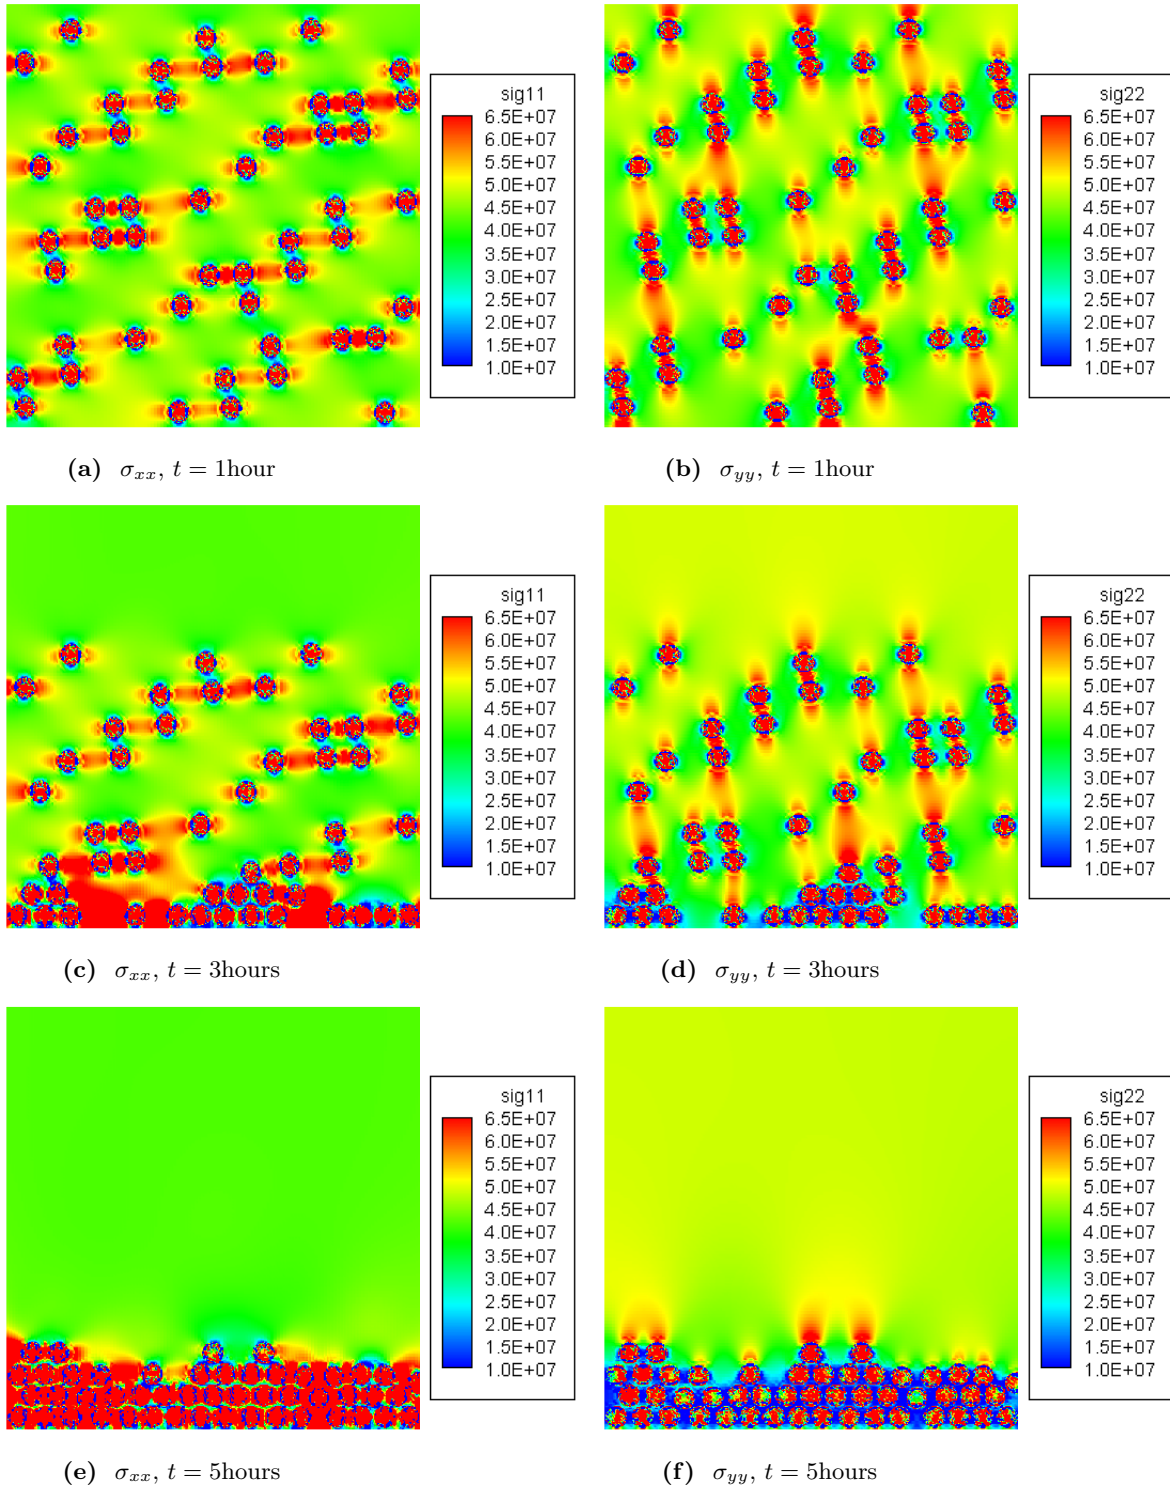 sig11
6.5E+07
6.0E+07
5.5E+07
5.0E+07
4.5E+07
4.0E+07
3.5E+07
3.0E+07
2.5E+07
2.0E+07
1.5E+07
1.0E+07
sig22
6.5E+07
6.0E+07
5.5E+07
5.0E+07
4.5E+07
4.0E+07
3.5E+07
3.0E+07
2.5E+07
2.0E+07
1.5E+07
1.0E+07
(a) σxx, t = 1hour
(b) σyy, t = 1hour
sig11
6.5E+07
6.0E+07
5.5E+07
5.0E+07
4.5E+07
4.0E+07
3.5E+07
3.0E+07
2.5E+07
2.0E+07
1.5E+07
1.0E+07
sig22
6.5E+07
6.0E+07
5.5E+07
5.0E+07
4.5E+07
4.0E+07
3.5E+07
3.0E+07
2.5E+07
2.0E+07
1.5E+07
1.0E+07
(c) σxx, t = 3hours
(d) σyy, t = 3hours
sig11
6.5E+07
6.0E+07
5.5E+07
5.0E+07
4.5E+07
4.0E+07
3.5E+07
3.0E+07
2.5E+07
2.0E+07
1.5E+07
1.0E+07
sig22
6.5E+07
6.0E+07
5.5E+07
5.0E+07
4.5E+07
4.0E+07
3.5E+07
3.0E+07
2.5E+07
2.0E+07
1.5E+07
1.0E+07
(e) σxx, t = 5hours
(f) σyy, t = 5hours